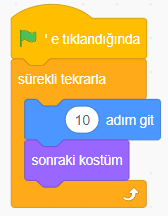 ' e tıklandığında
sürekli tekrarla
10 adım git
sonraki kostüm